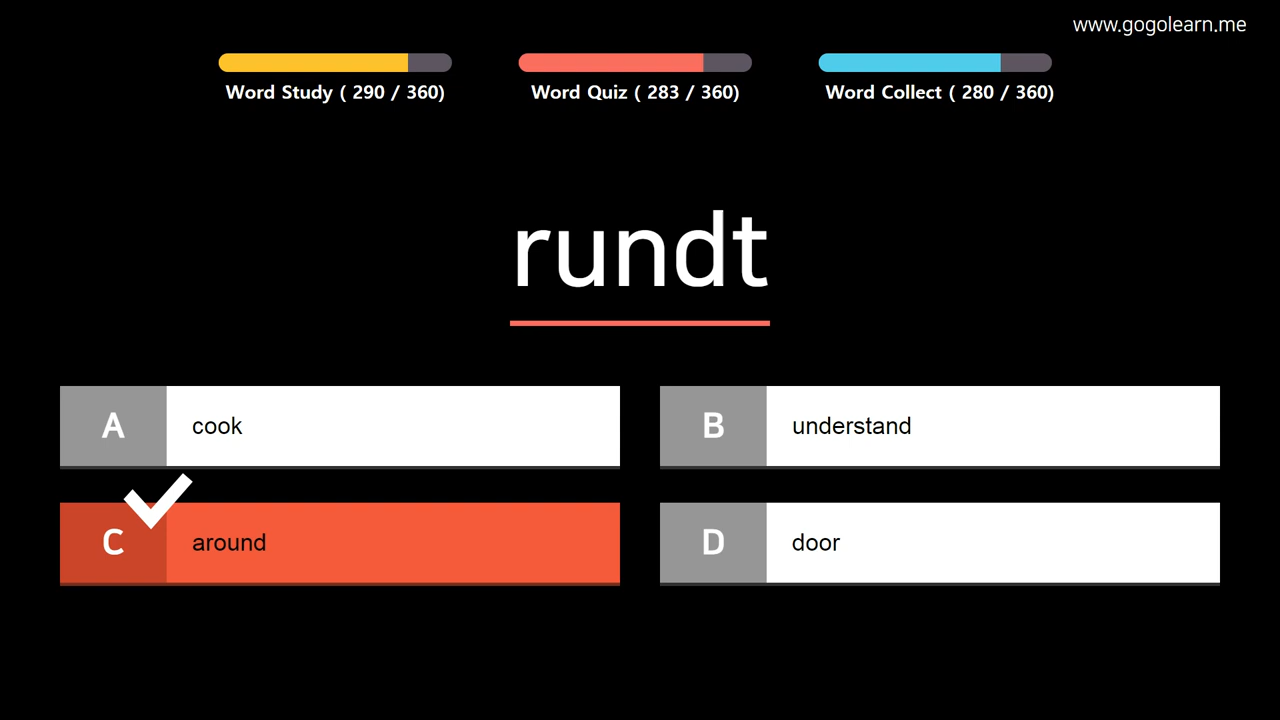 www.gogolearn.me
Word Study ( 290 / 360)
Word Quiz ( 283 / 360)
Word Collect ( 280 / 360)
rundt
A cook
B understand
C around
D door